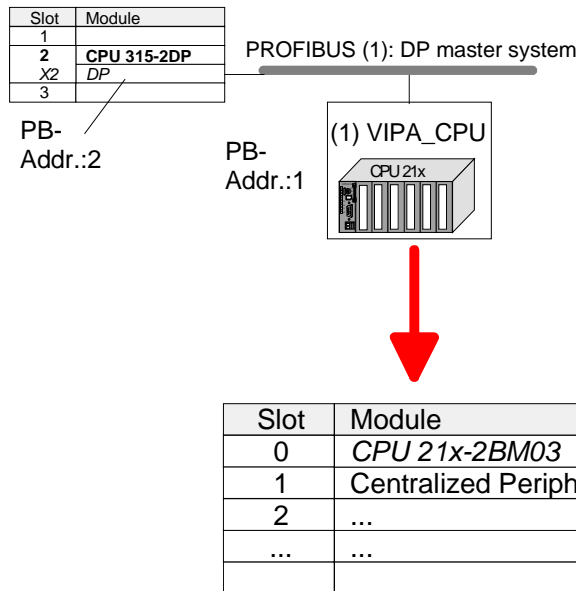 Slot Module
1
2 CPU 315-2DP
X2 DP
3
PROFIBUS (1): DP master system
PB-
Addr.:2
PB-
Addr.:1
(1) VIPA_CPU
CPU 21x
Slot Module
0 CPU 21x-2BM03
1 Centralized Periph
2 ...
... ...